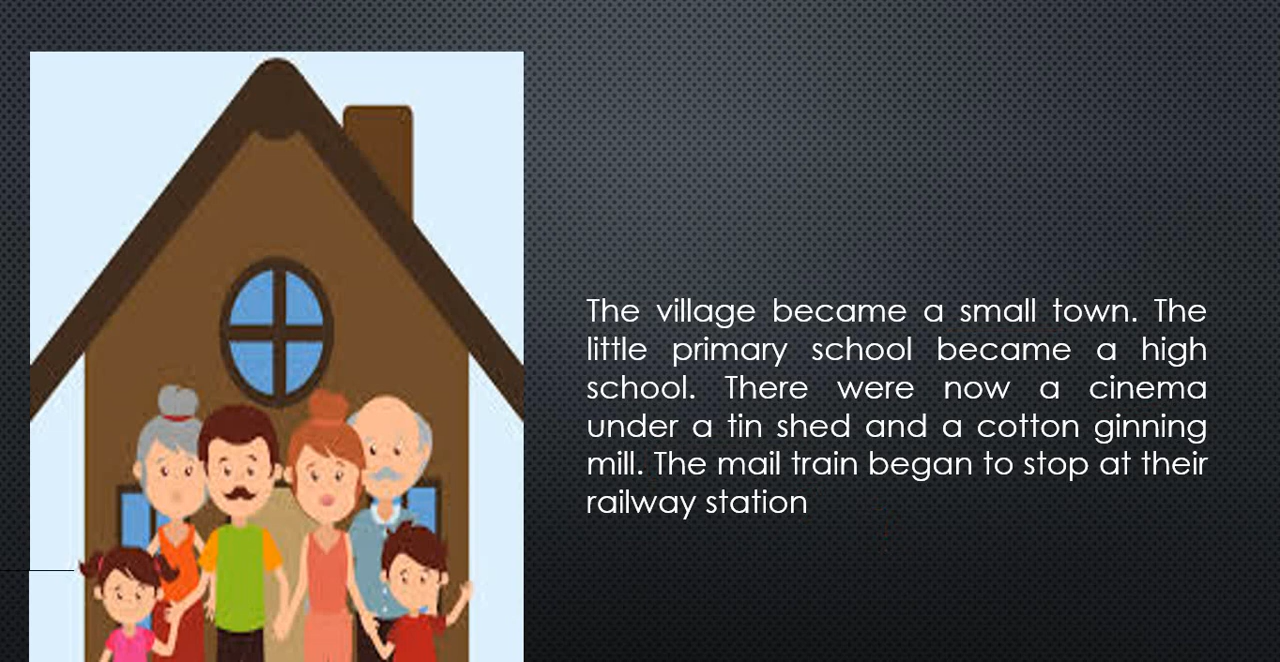 The village became a small town. The
little primary school became a high
school. There were now a cinema
under a tin shed and a cotton ginning
mill. The mail train began to stop at their
railway station